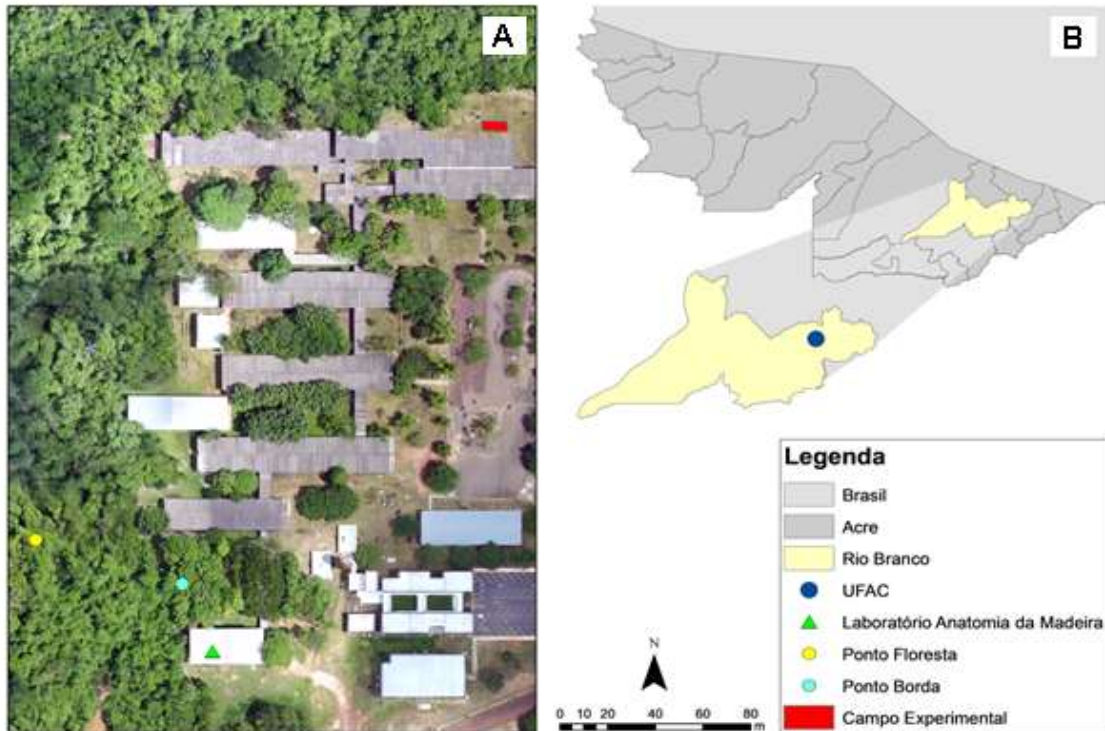 A
B
Legenda
Brasil
Acre
Rio Branco
UFAC
Laboratório Anatomia da Madeira
Ponto Floresta
Ponto Borda
Campo Experimental
N
0 10 20 40 60 80
m